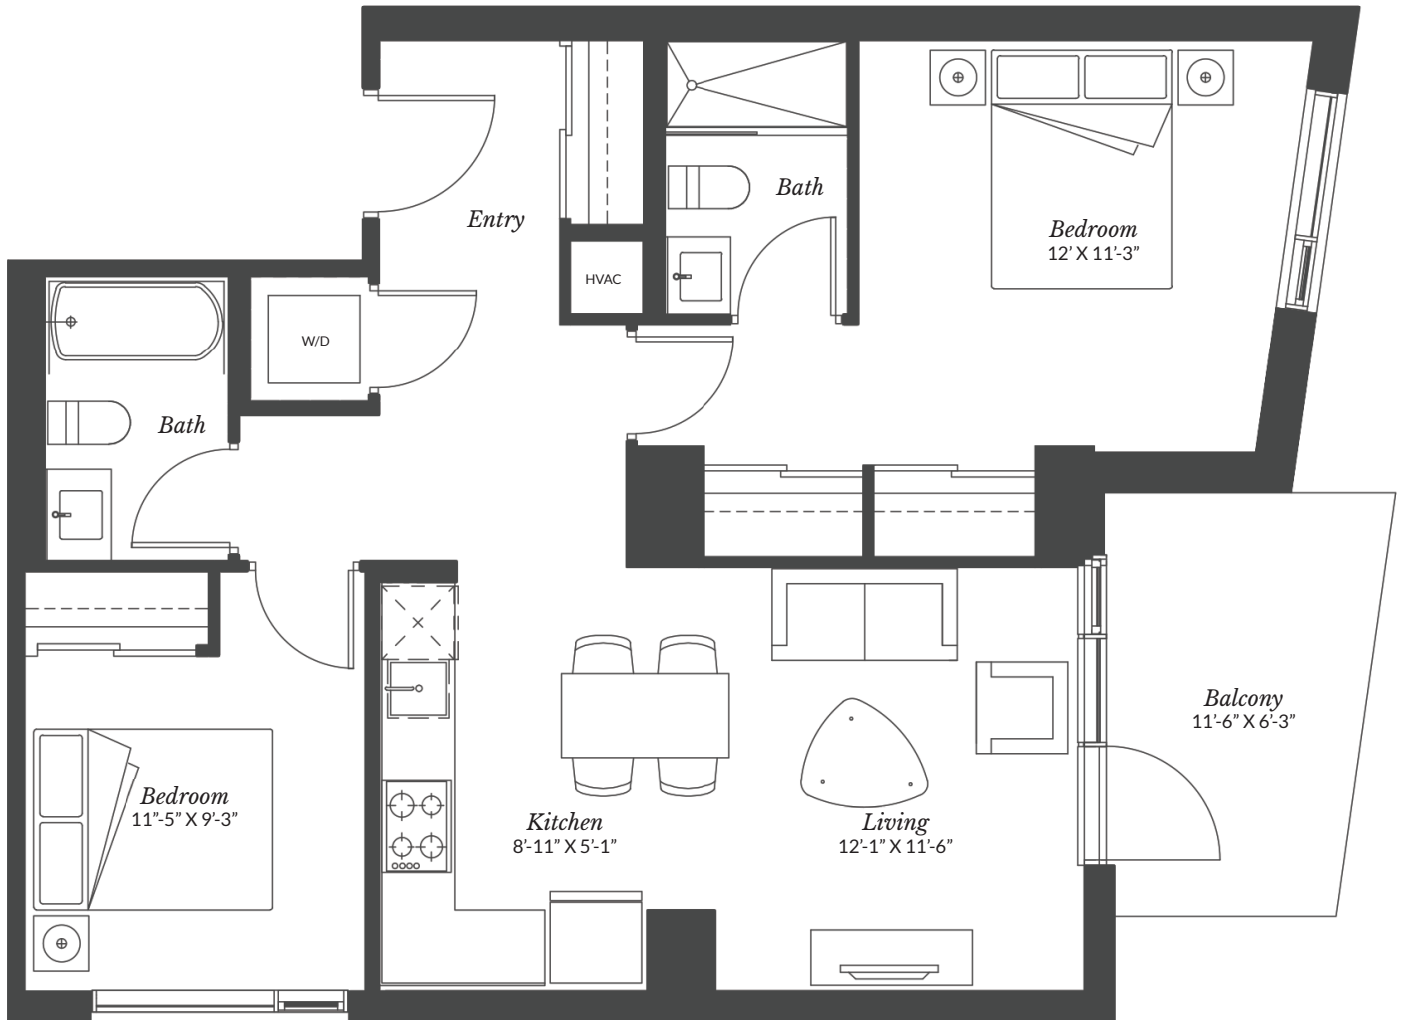 Entry
HVAC
Bath
Bedroom
12’ X 11’-3”
W/D
Bath
Bedroom
11”-5” X 9’-3”
Kitchen
8’-11” X 5’-1”
Living
12’-1” X 11’-6”
Balcony
11’-6” X 6’-3”